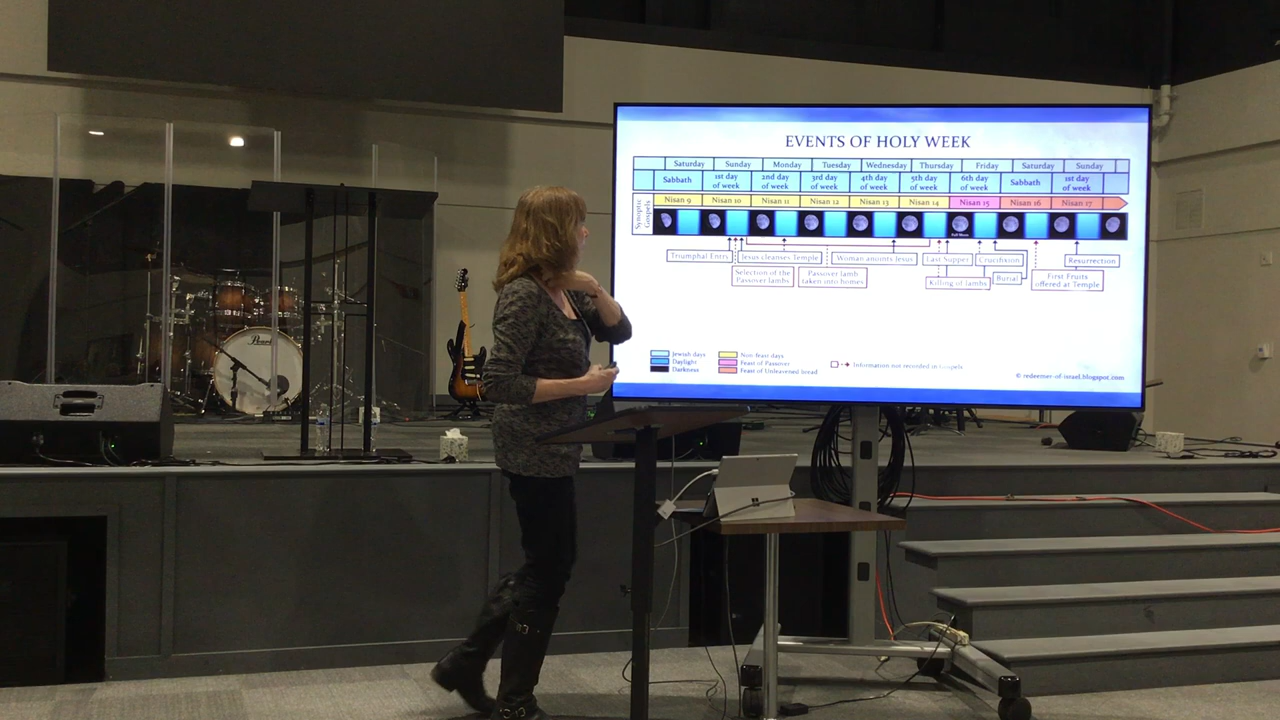 EVENTS OF HOLY WEEK
Saturday Sunday Monday Tuesday Wednesday Thursday Friday Saturday Sunday
Sabbath 1st day of week 2nd day of week 3rd day of week 4th day of week 5th day of week 6th day of week Sabbath 1st day of week
Nisan 9 Nisan 10 Nisan 11 Nisan 12 Nisan 13 Nisan 14 Nisan 15 Nisan 16 Nisan 17
Synoptic Gospels
Full Moon
Triumphal Entry Jesus cleanses Temple Woman anoints Jesus Last Supper Crucifixion Resurrection
Selection of the Passover lambs Passover lamb taken into homes Killing of lambs Burial First Fruits offered at Temple
Jewish days Non feast days
Daylight Feast of Passover Information not recorded in Gospels
Darkness Feast of Unleavened bread
© redeemer-of-israel.blogspot.com
Pearl